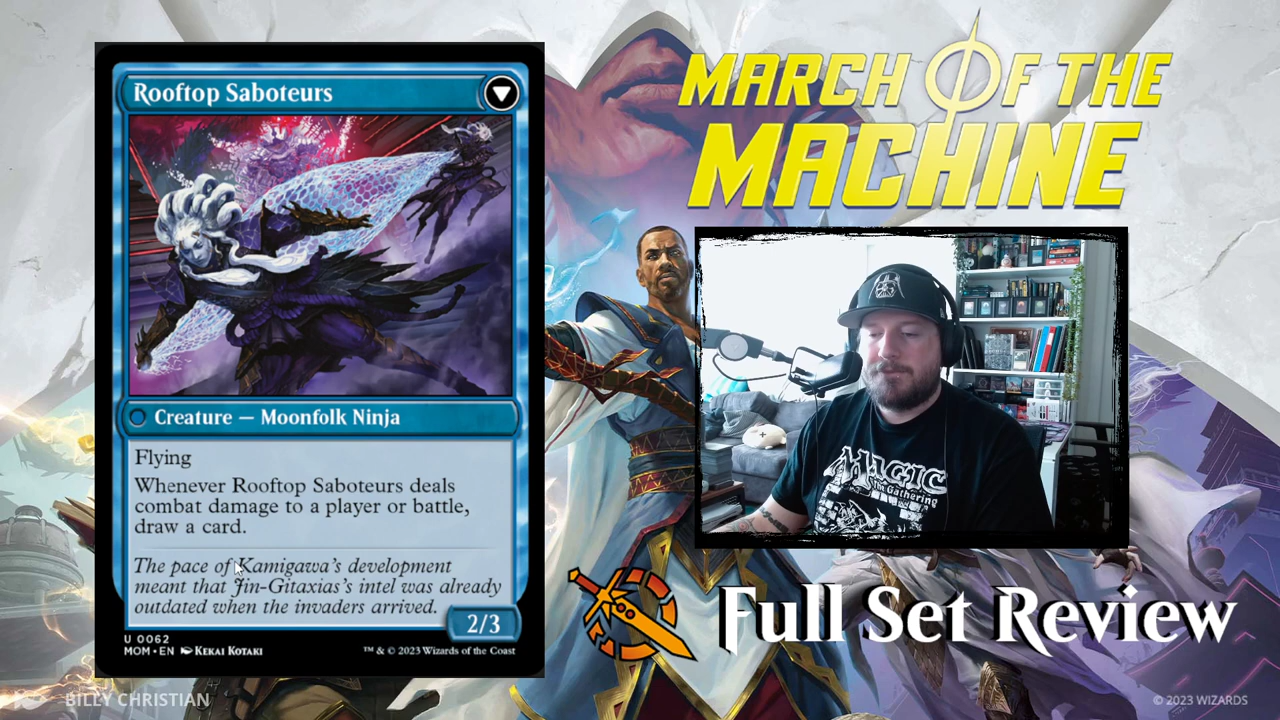 Rooftop Saboteurs
Creature — Moonfolk Ninja
Flying
Whenever Rooftop Saboteurs deals
combat damage to a player or battle,
draw a card.
The pace of Kamigawa's development
meant that Jin-Gitaxias's intel was already
outdated when the invaders arrived.
2/3
U 0062
MOM • EN KEKAI KOTAKI
™ & © 2023 Wizards of the Coast
BILLY CHRISTIAN
MARCH OF THE
MACHINE
MAGIC
The Gathering
Full Set Review
© 2023 WIZARDS